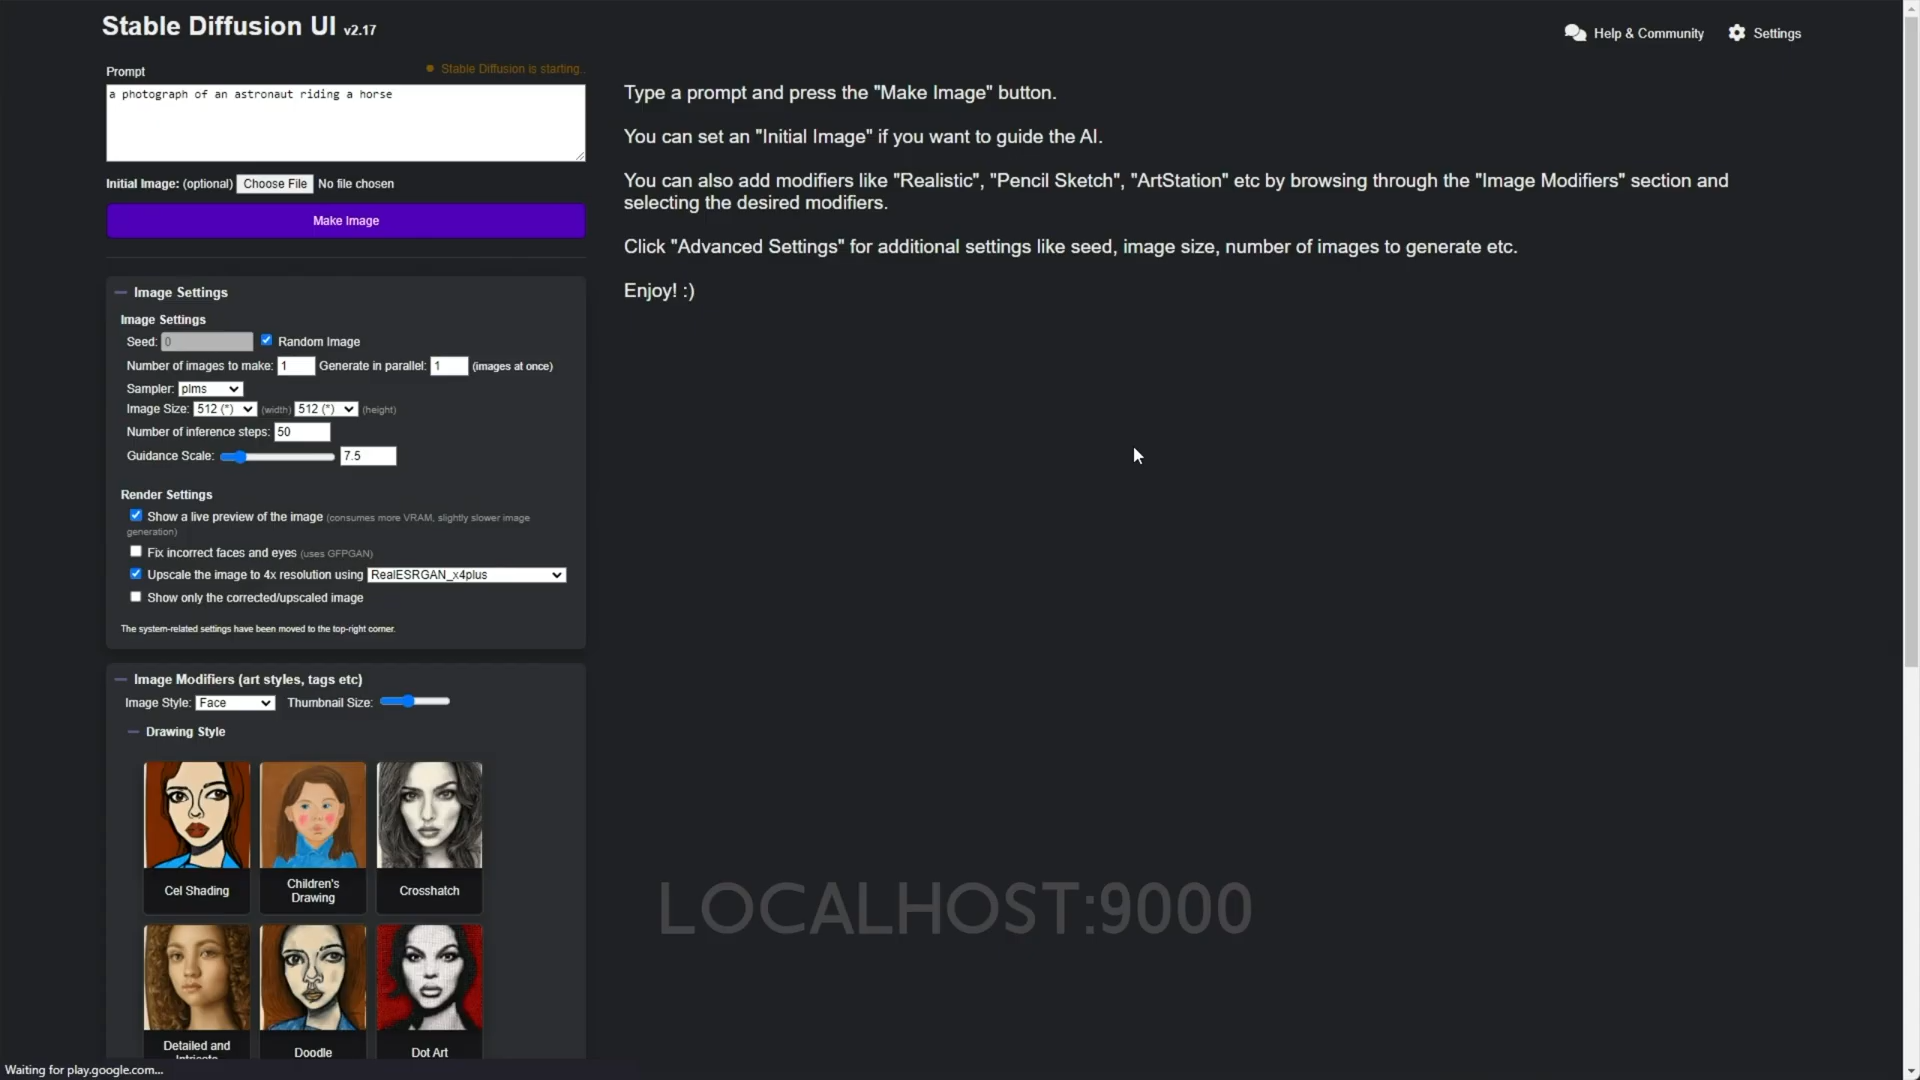 Stable Diffusion UI v2.17
Help & Community
Settings
Prompt
Stable Diffusion is starting..
a photograph of an astronaut riding a horse
Initial Image: (optional) Choose File No file chosen
Make Image
Type a prompt and press the "Make Image" button.
You can set an "Initial Image" if you want to guide the AI.
You can also add modifiers like "Realistic", "Pencil Sketch", "ArtStation" etc by browsing through the "Image Modifiers" section and
selecting the desired modifiers.
Click "Advanced Settings" for additional settings like seed, image size, number of images to generate etc.
Enjoy! :)
Image Settings
Image Settings
Seed: 0 Random Image
Number of images to make: 1 Generate in parallel: 1 (images at once)
Sampler: plms
Image Size: 512 (*) (width) 512 (*) (height)
Number of inference steps: 50
Guidance Scale: 7.5
Render Settings
Show a live preview of the image (consumes more VRAM, slightly slower image
generation)
Fix incorrect faces and eyes (uses GFPGAN)
Upscale the image to 4x resolution using RealESRGAN_x4plus
Show only the corrected/upscaled image
The system-related settings have been moved to the top-right corner.
Image Modifiers (art styles, tags etc)
Image Style: Face Thumbnail Size:
Drawing Style
Cel Shading
Children's
Drawing
Crosshatch
Detailed and
Intricate
Doodle
Dot Art
LOCALHOST:9000
Waiting for play.google.com...